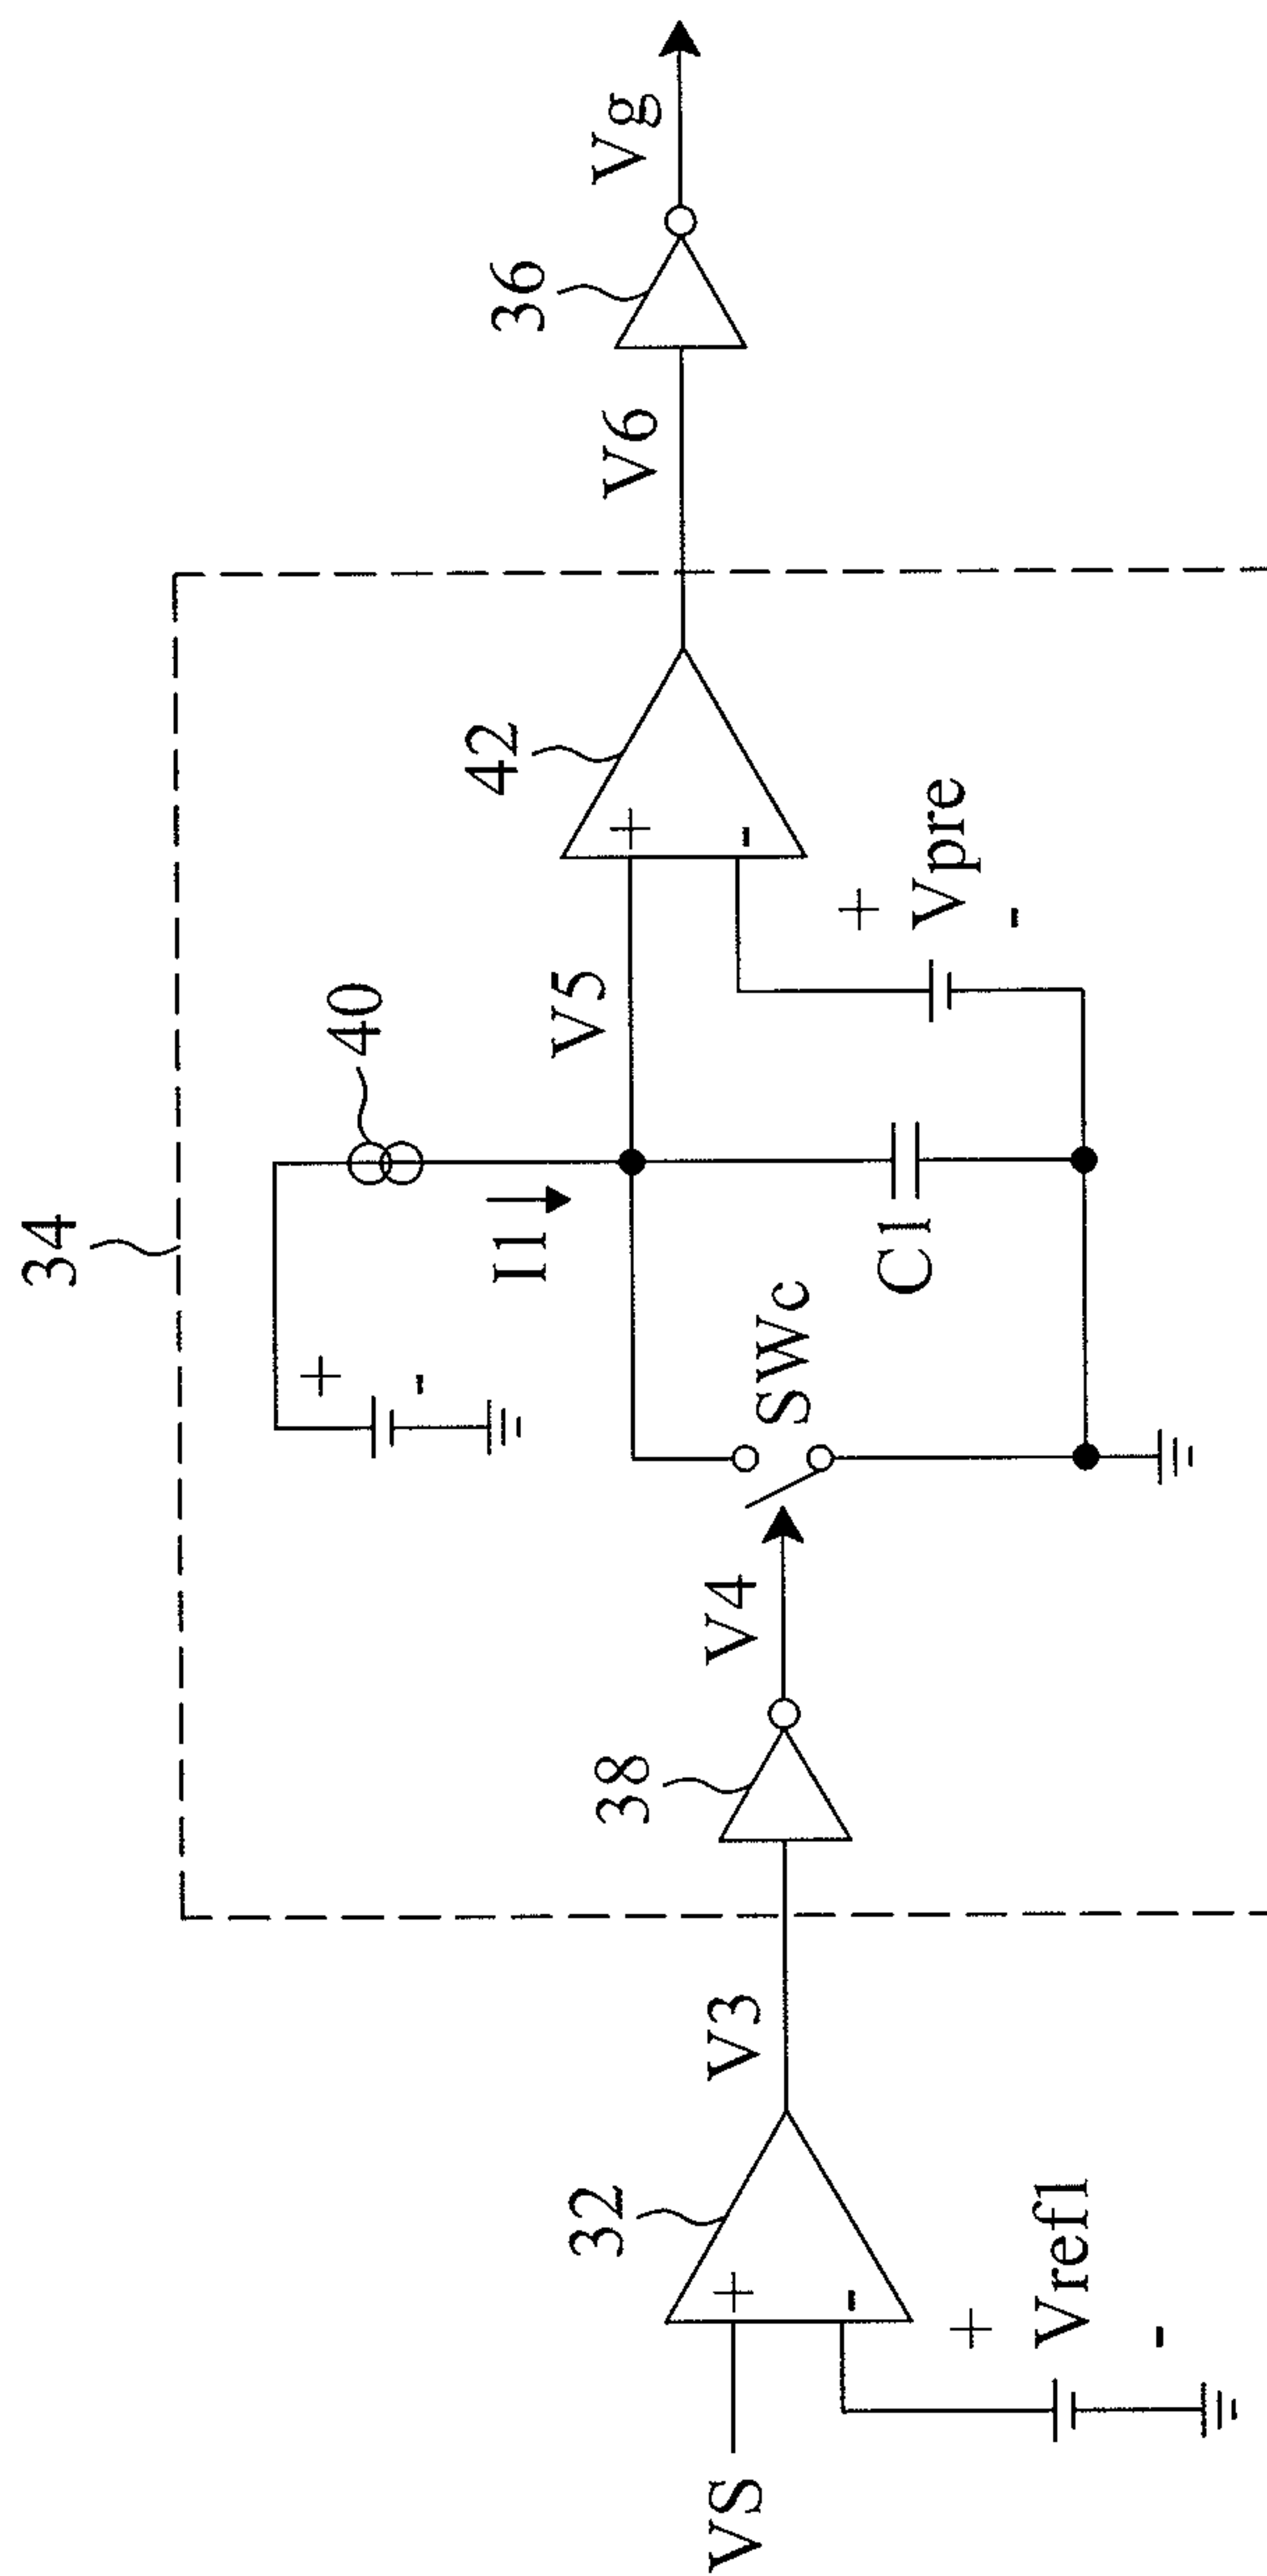 34
40
I1
+
-
V5
42
+
-
V6
36
Vg
VS
32
+
-
+
Vref1
-
V3
38
V4
SWc
C1
+
Vpre
-